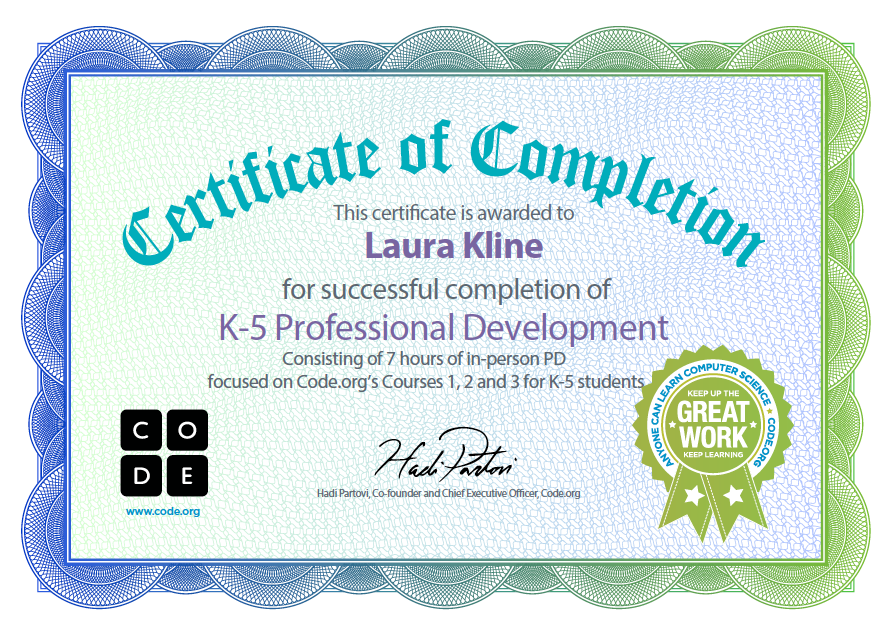 Certificate of Completion
This certificate is awarded to
Laura Kline
for successful completion of
K-5 Professional Development
Consisting of 7 hours of in-person PD
focused on Code.org's Courses 1, 2 and 3 for K-5 students
C O
D E
www.code.org
Hadi Partovi
Hadi Partovi, Co-founder and Chief Executive Officer, Code.org
ANYONE CAN LEARN COMPUTER SCIENCE ★ CODE.ORG
KEEP UP THE
GREAT
WORK
KEEP LEARNING